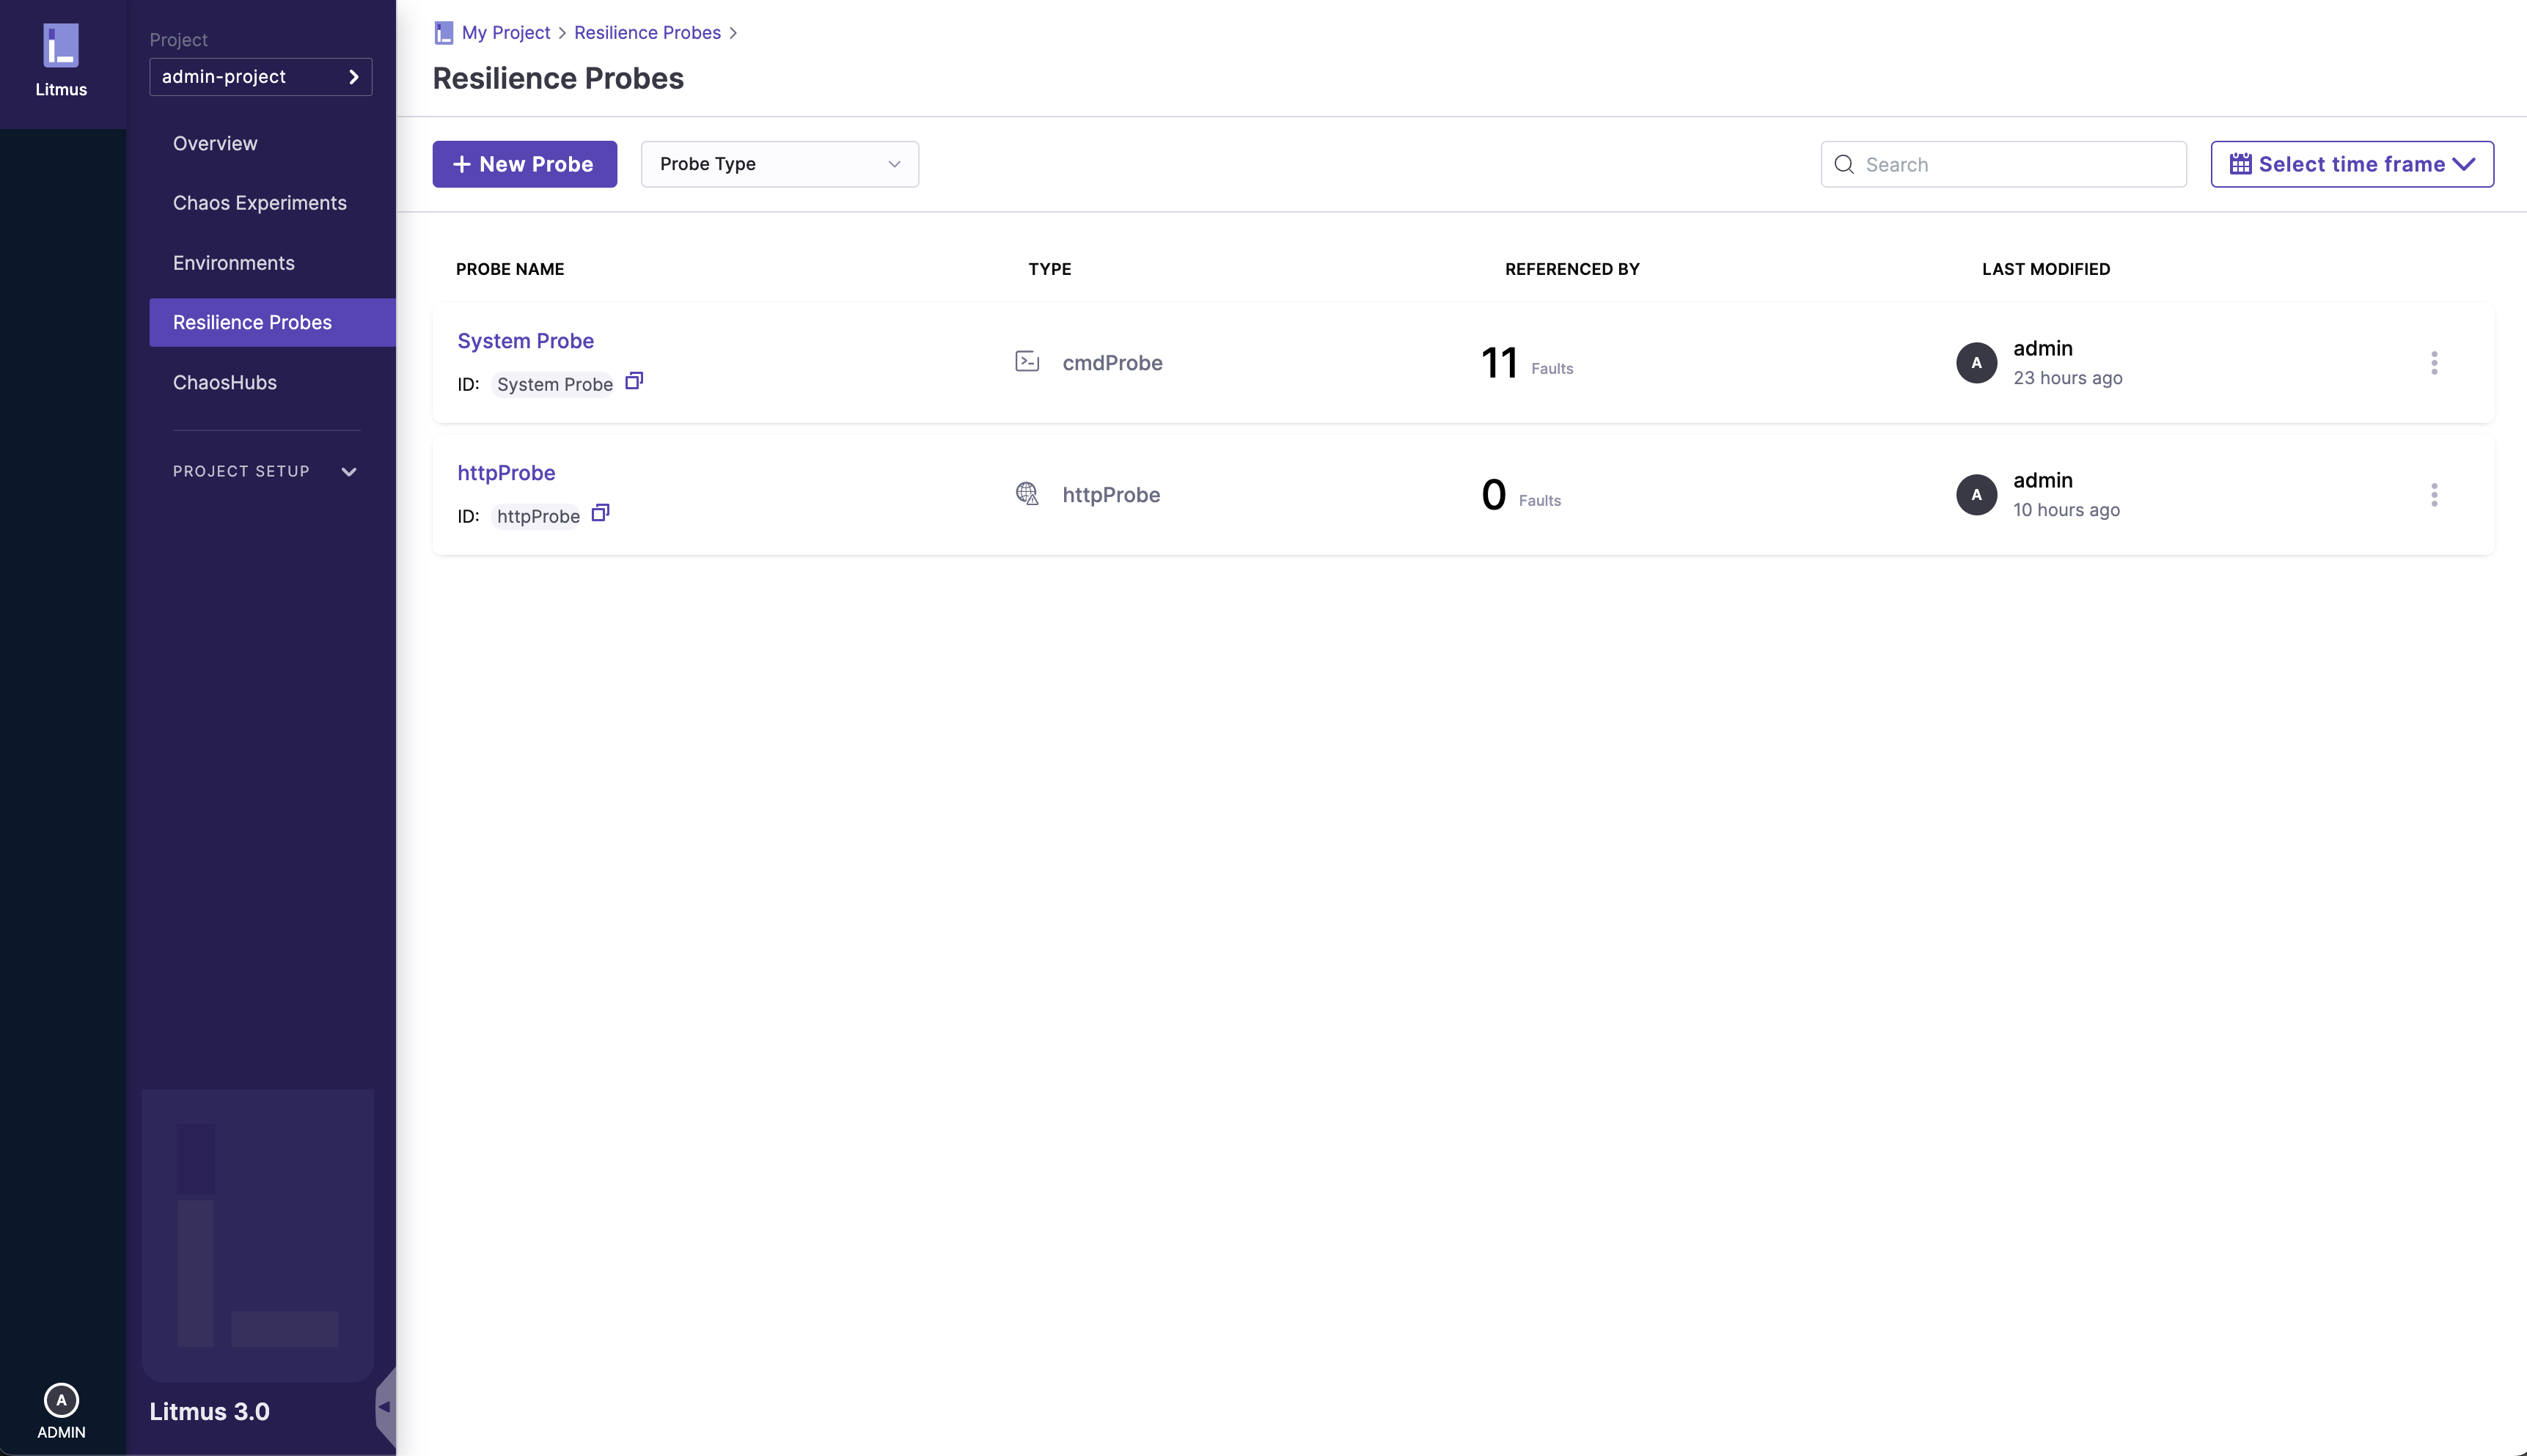 Litmus
Project
admin-project
Overview
Chaos Experiments
Environments
Resilience Probes
ChaosHubs
PROJECT SETUP
Litmus 3.0
A
ADMIN
My Project > Resilience Probes >
Resilience Probes
+ New Probe
Probe Type
Search
Select time frame
PROBE NAME TYPE REFERENCED BY LAST MODIFIED
System Probe
ID: System Probe
cmdProbe
11 Faults
A
admin
23 hours ago
httpProbe
ID: httpProbe
httpProbe
0 Faults
A
admin
10 hours ago